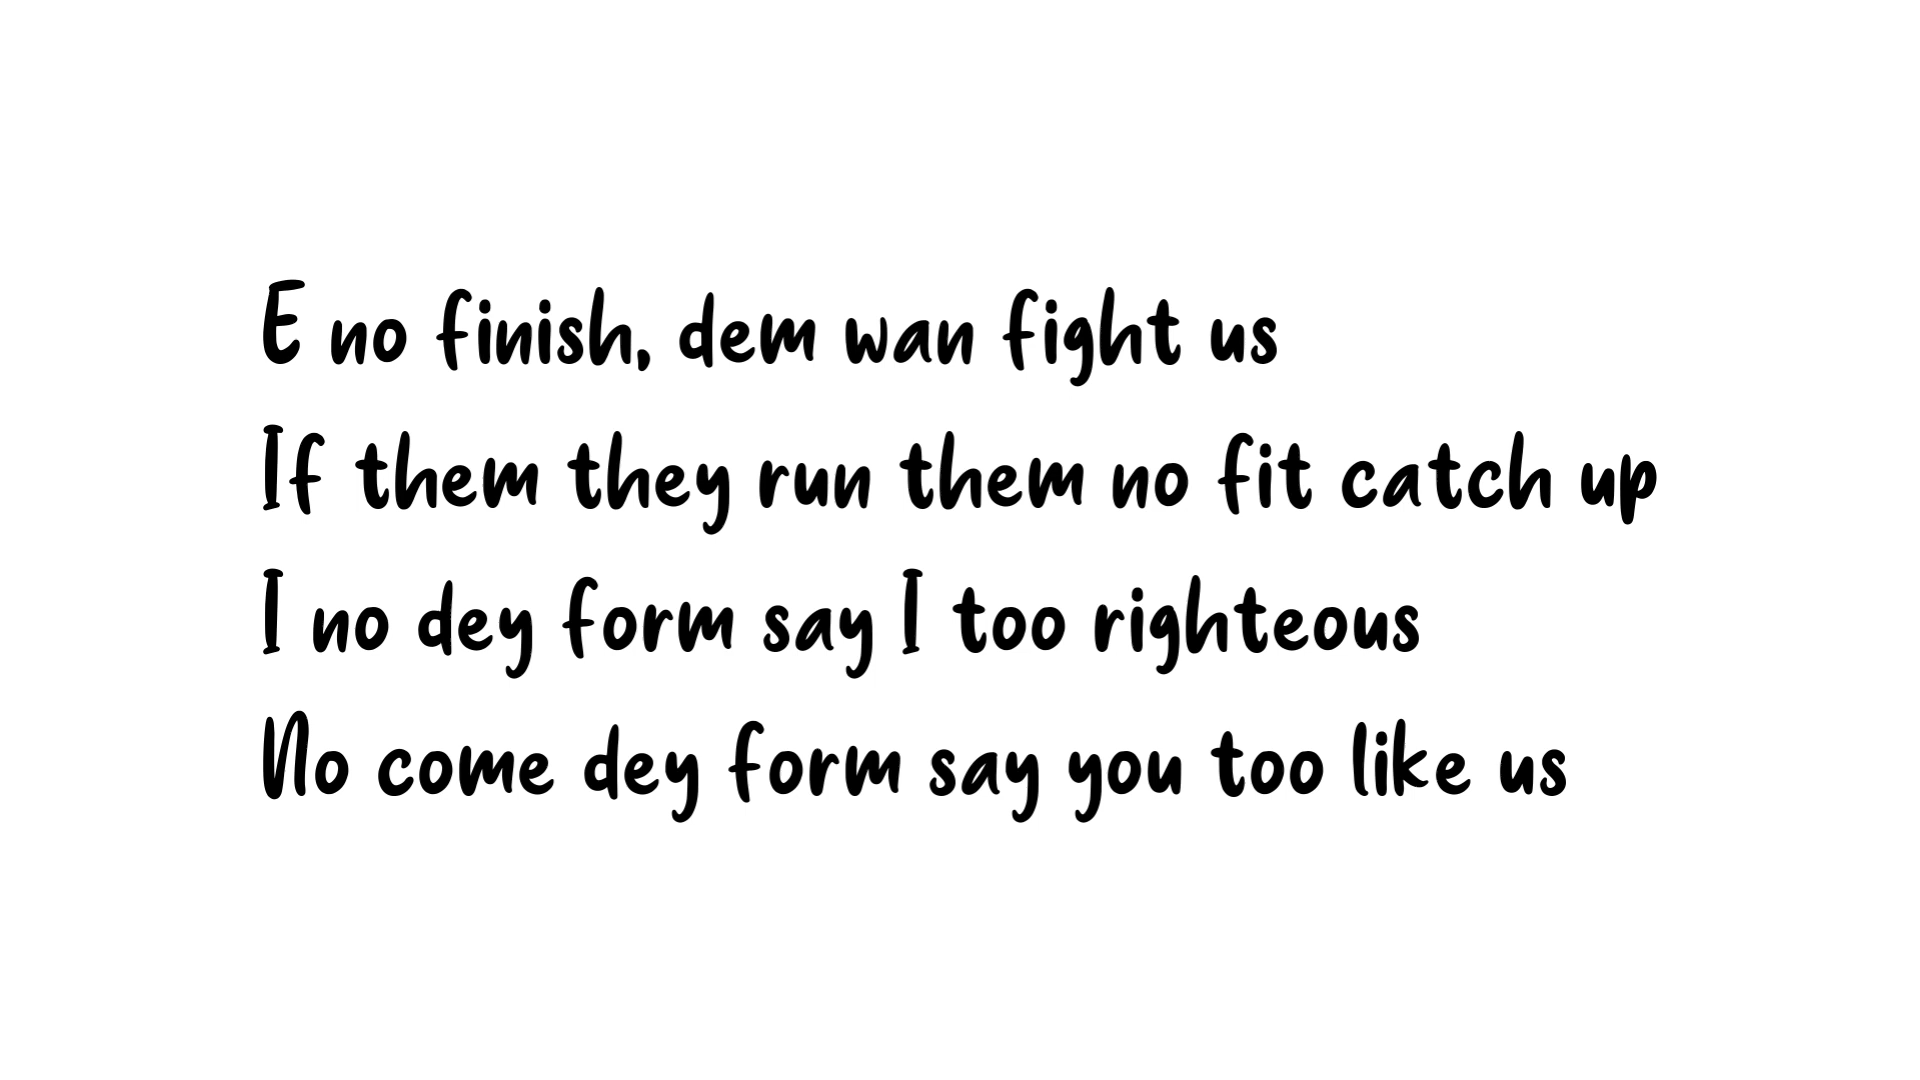 E no finish, dem wan fight us
If them they run them no fit catch up
I no dey form say I too righteous
No come dey form say you too like us